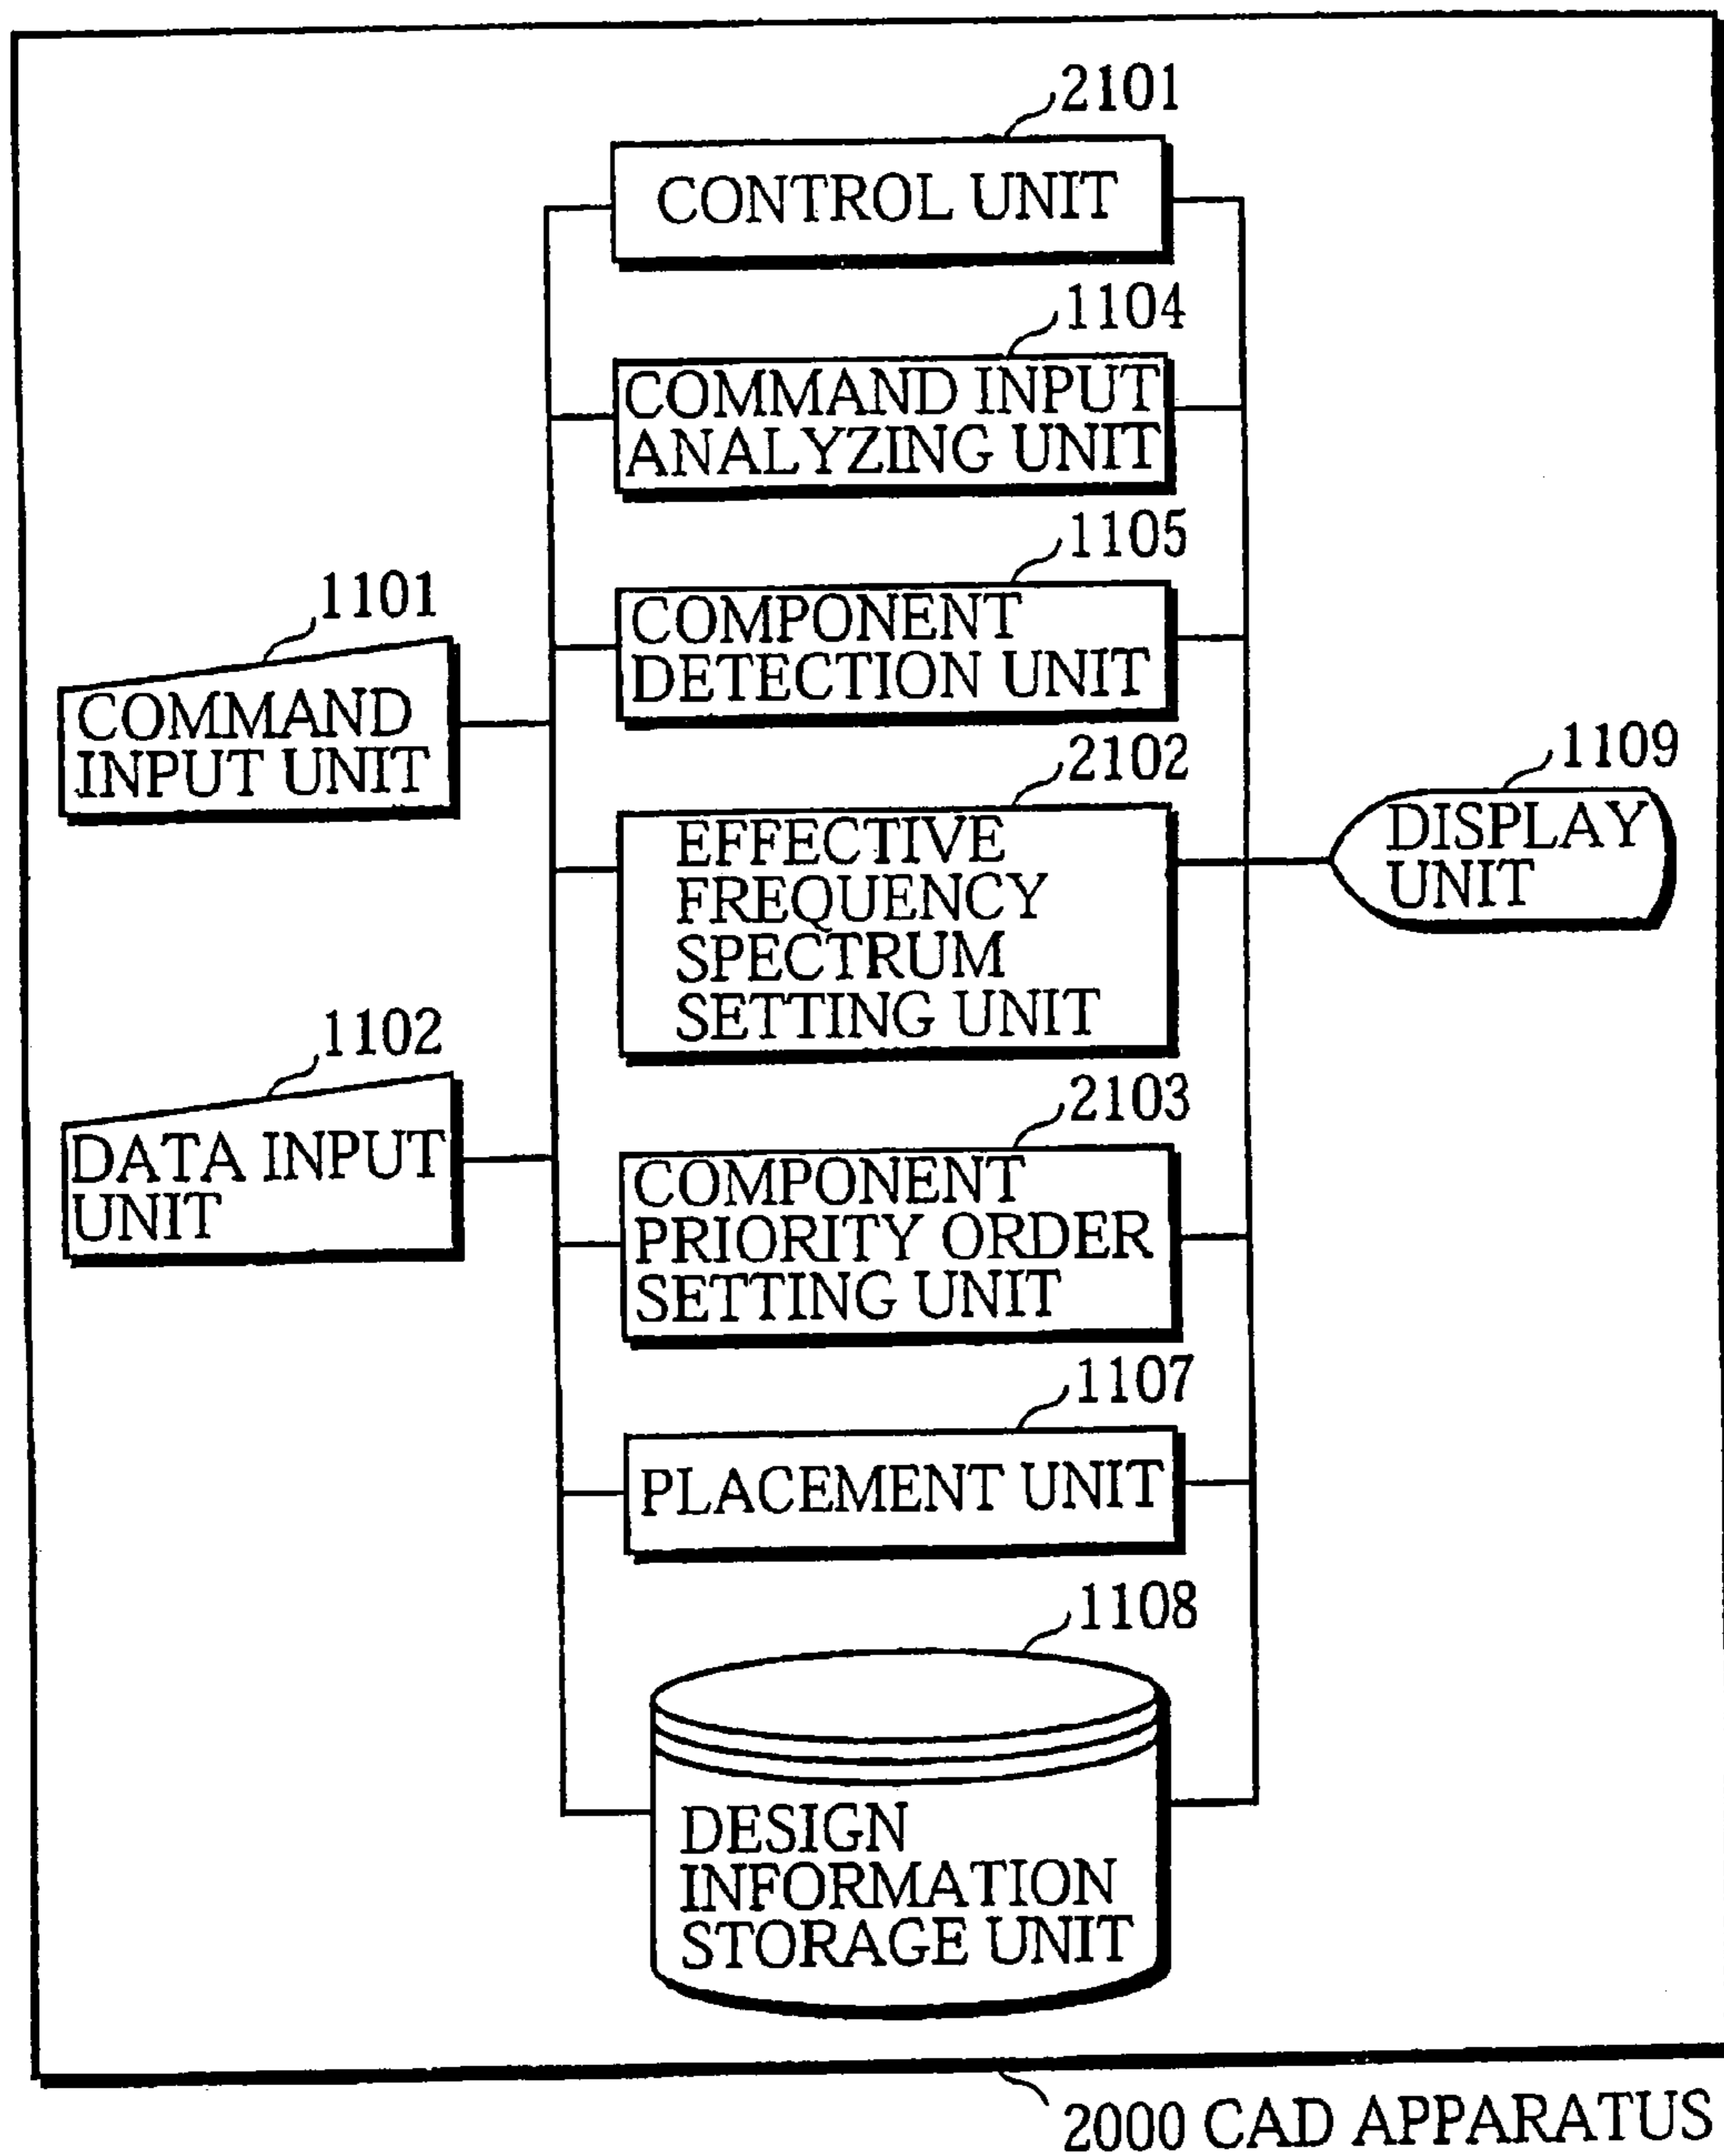 2101
CONTROL UNIT
1104
COMMAND INPUT
ANALYZING UNIT
1105
COMPONENT
DETECTION UNIT
1101
COMMAND
INPUT UNIT
2102
EFFECTIVE
FREQUENCY
SPECTRUM
SETTING UNIT
1109
DISPLAY
UNIT
1102
DATA INPUT
UNIT
2103
COMPONENT
PRIORITY ORDER
SETTING UNIT
1107
PLACEMENT UNIT
1108
DESIGN
INFORMATION
STORAGE UNIT
2000 CAD APPARATUS